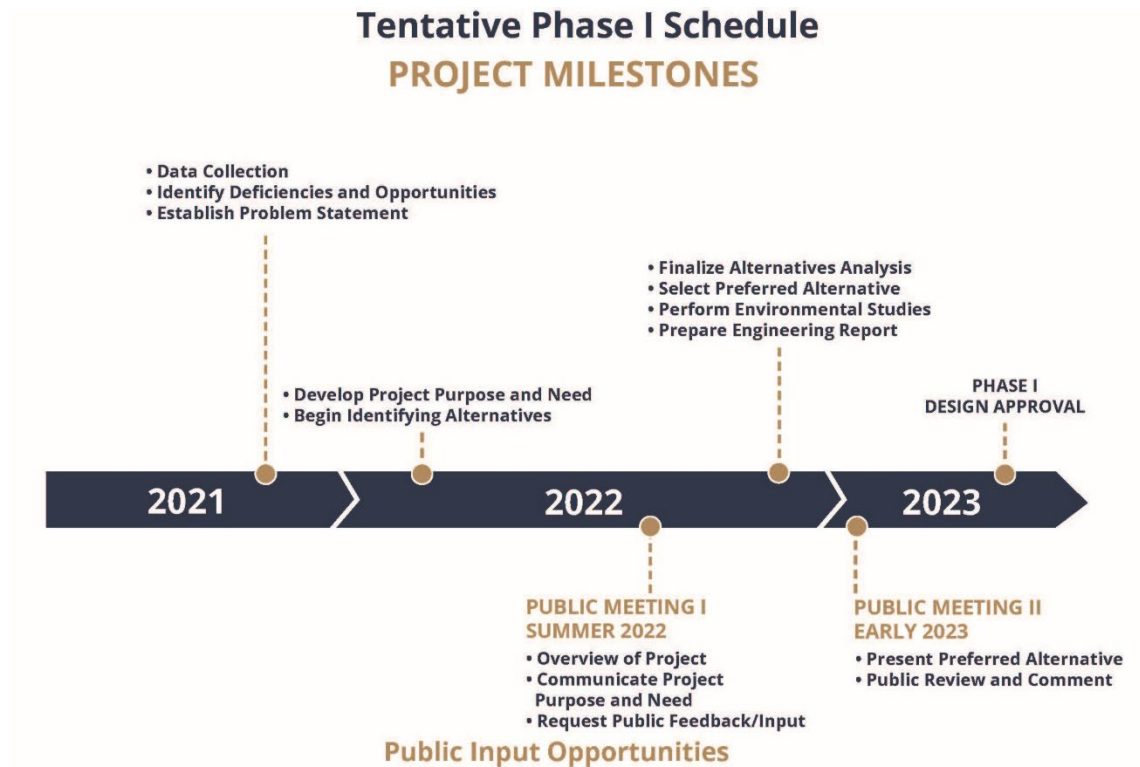 Tentative Phase I Schedule
PROJECT MILESTONES
• Data Collection
• Identify Deficiencies and Opportunities
• Establish Problem Statement
• Finalize Alternatives Analysis
• Select Preferred Alternative
• Perform Environmental Studies
• Prepare Engineering Report
• Develop Project Purpose and Need
• Begin Identifying Alternatives
PHASE I
DESIGN APPROVAL
2021
2022
2023
PUBLIC MEETING I
SUMMER 2022
• Overview of Project
• Communicate Project
Purpose and Need
• Request Public Feedback/Input
PUBLIC MEETING II
EARLY 2023
• Present Preferred Alternative
• Public Review and Comment
Public Input Opportunities